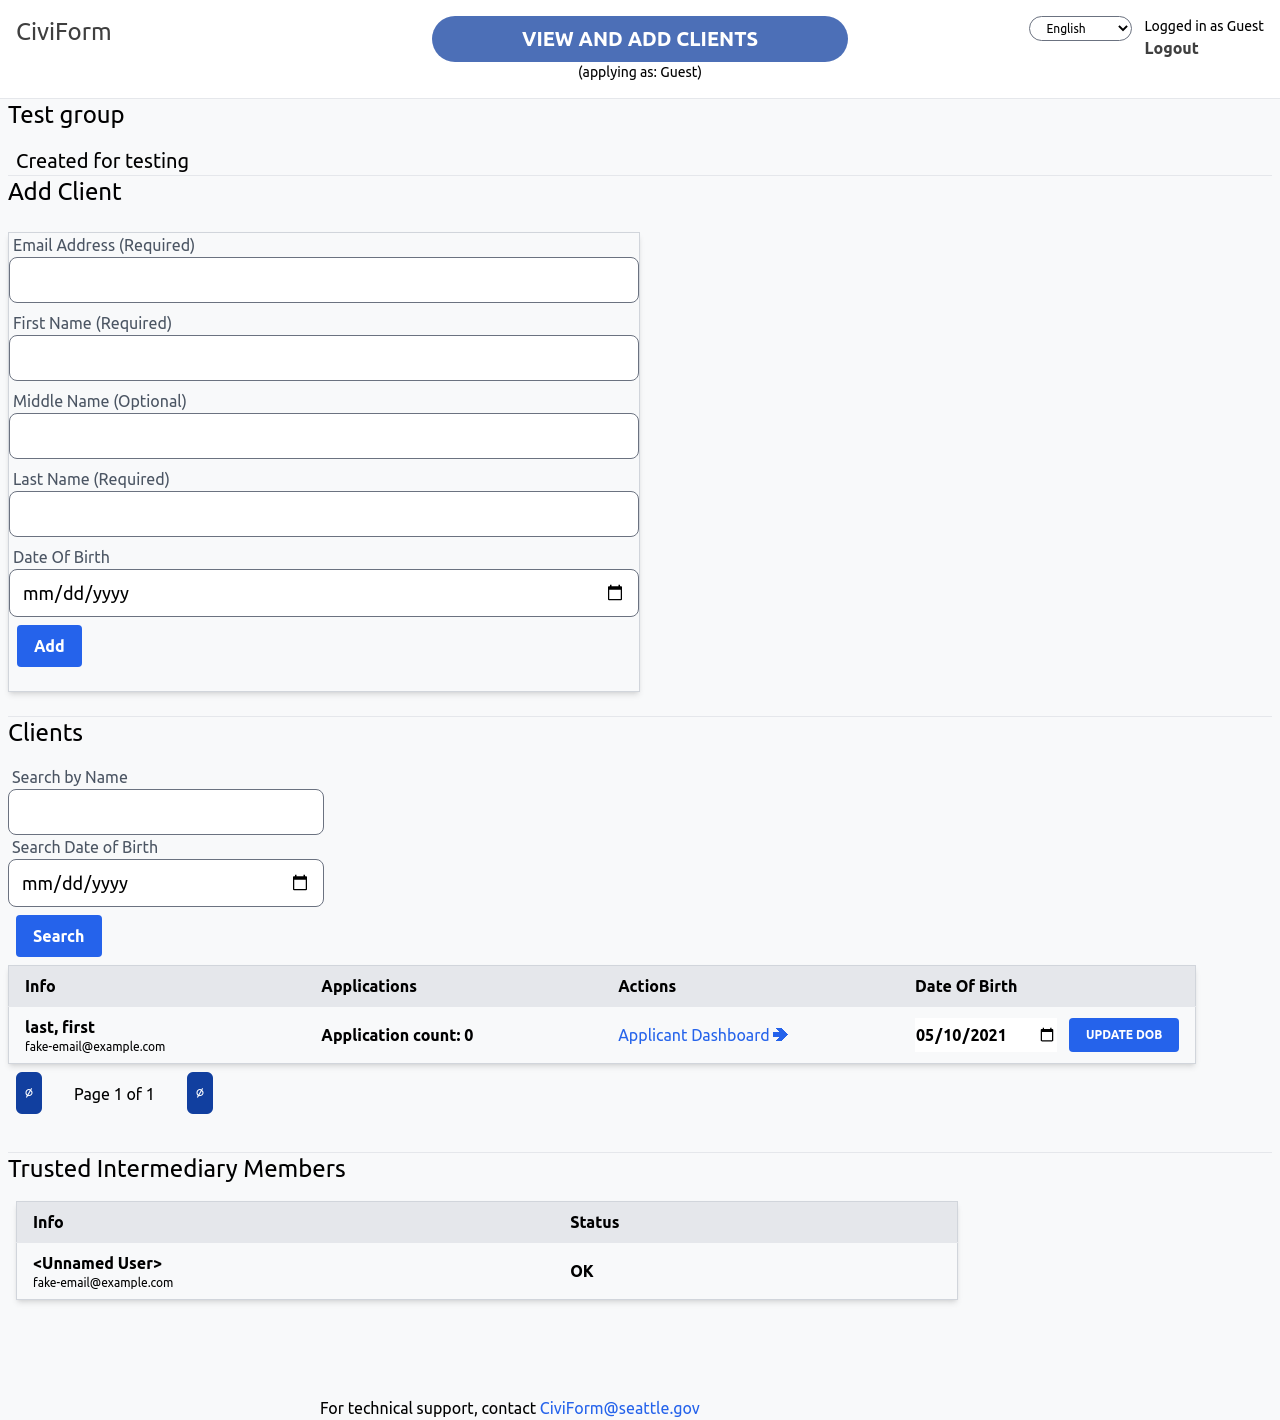 CiviForm
VIEW AND ADD CLIENTS
(applying as: Guest)
English
Logged in as Guest
Logout
Test group
Created for testing
Add Client
Email Address (Required)
First Name (Required)
Middle Name (Optional)
Last Name (Required)
Date Of Birth
mm/dd/yyyy
Add
Clients
Search by Name
Search Date of Birth
mm/dd/yyyy
Search
Info Applications Actions Date Of Birth
last, first
fake-email@example.com
Application count: 0
Applicant Dashboard 🡺
05/10/2021
UPDATE DOB
∅ Page 1 of 1 ∅
Trusted Intermediary Members
Info Status
<Unnamed User>
fake-email@example.com
OK
For technical support, contact CiviForm@seattle.gov